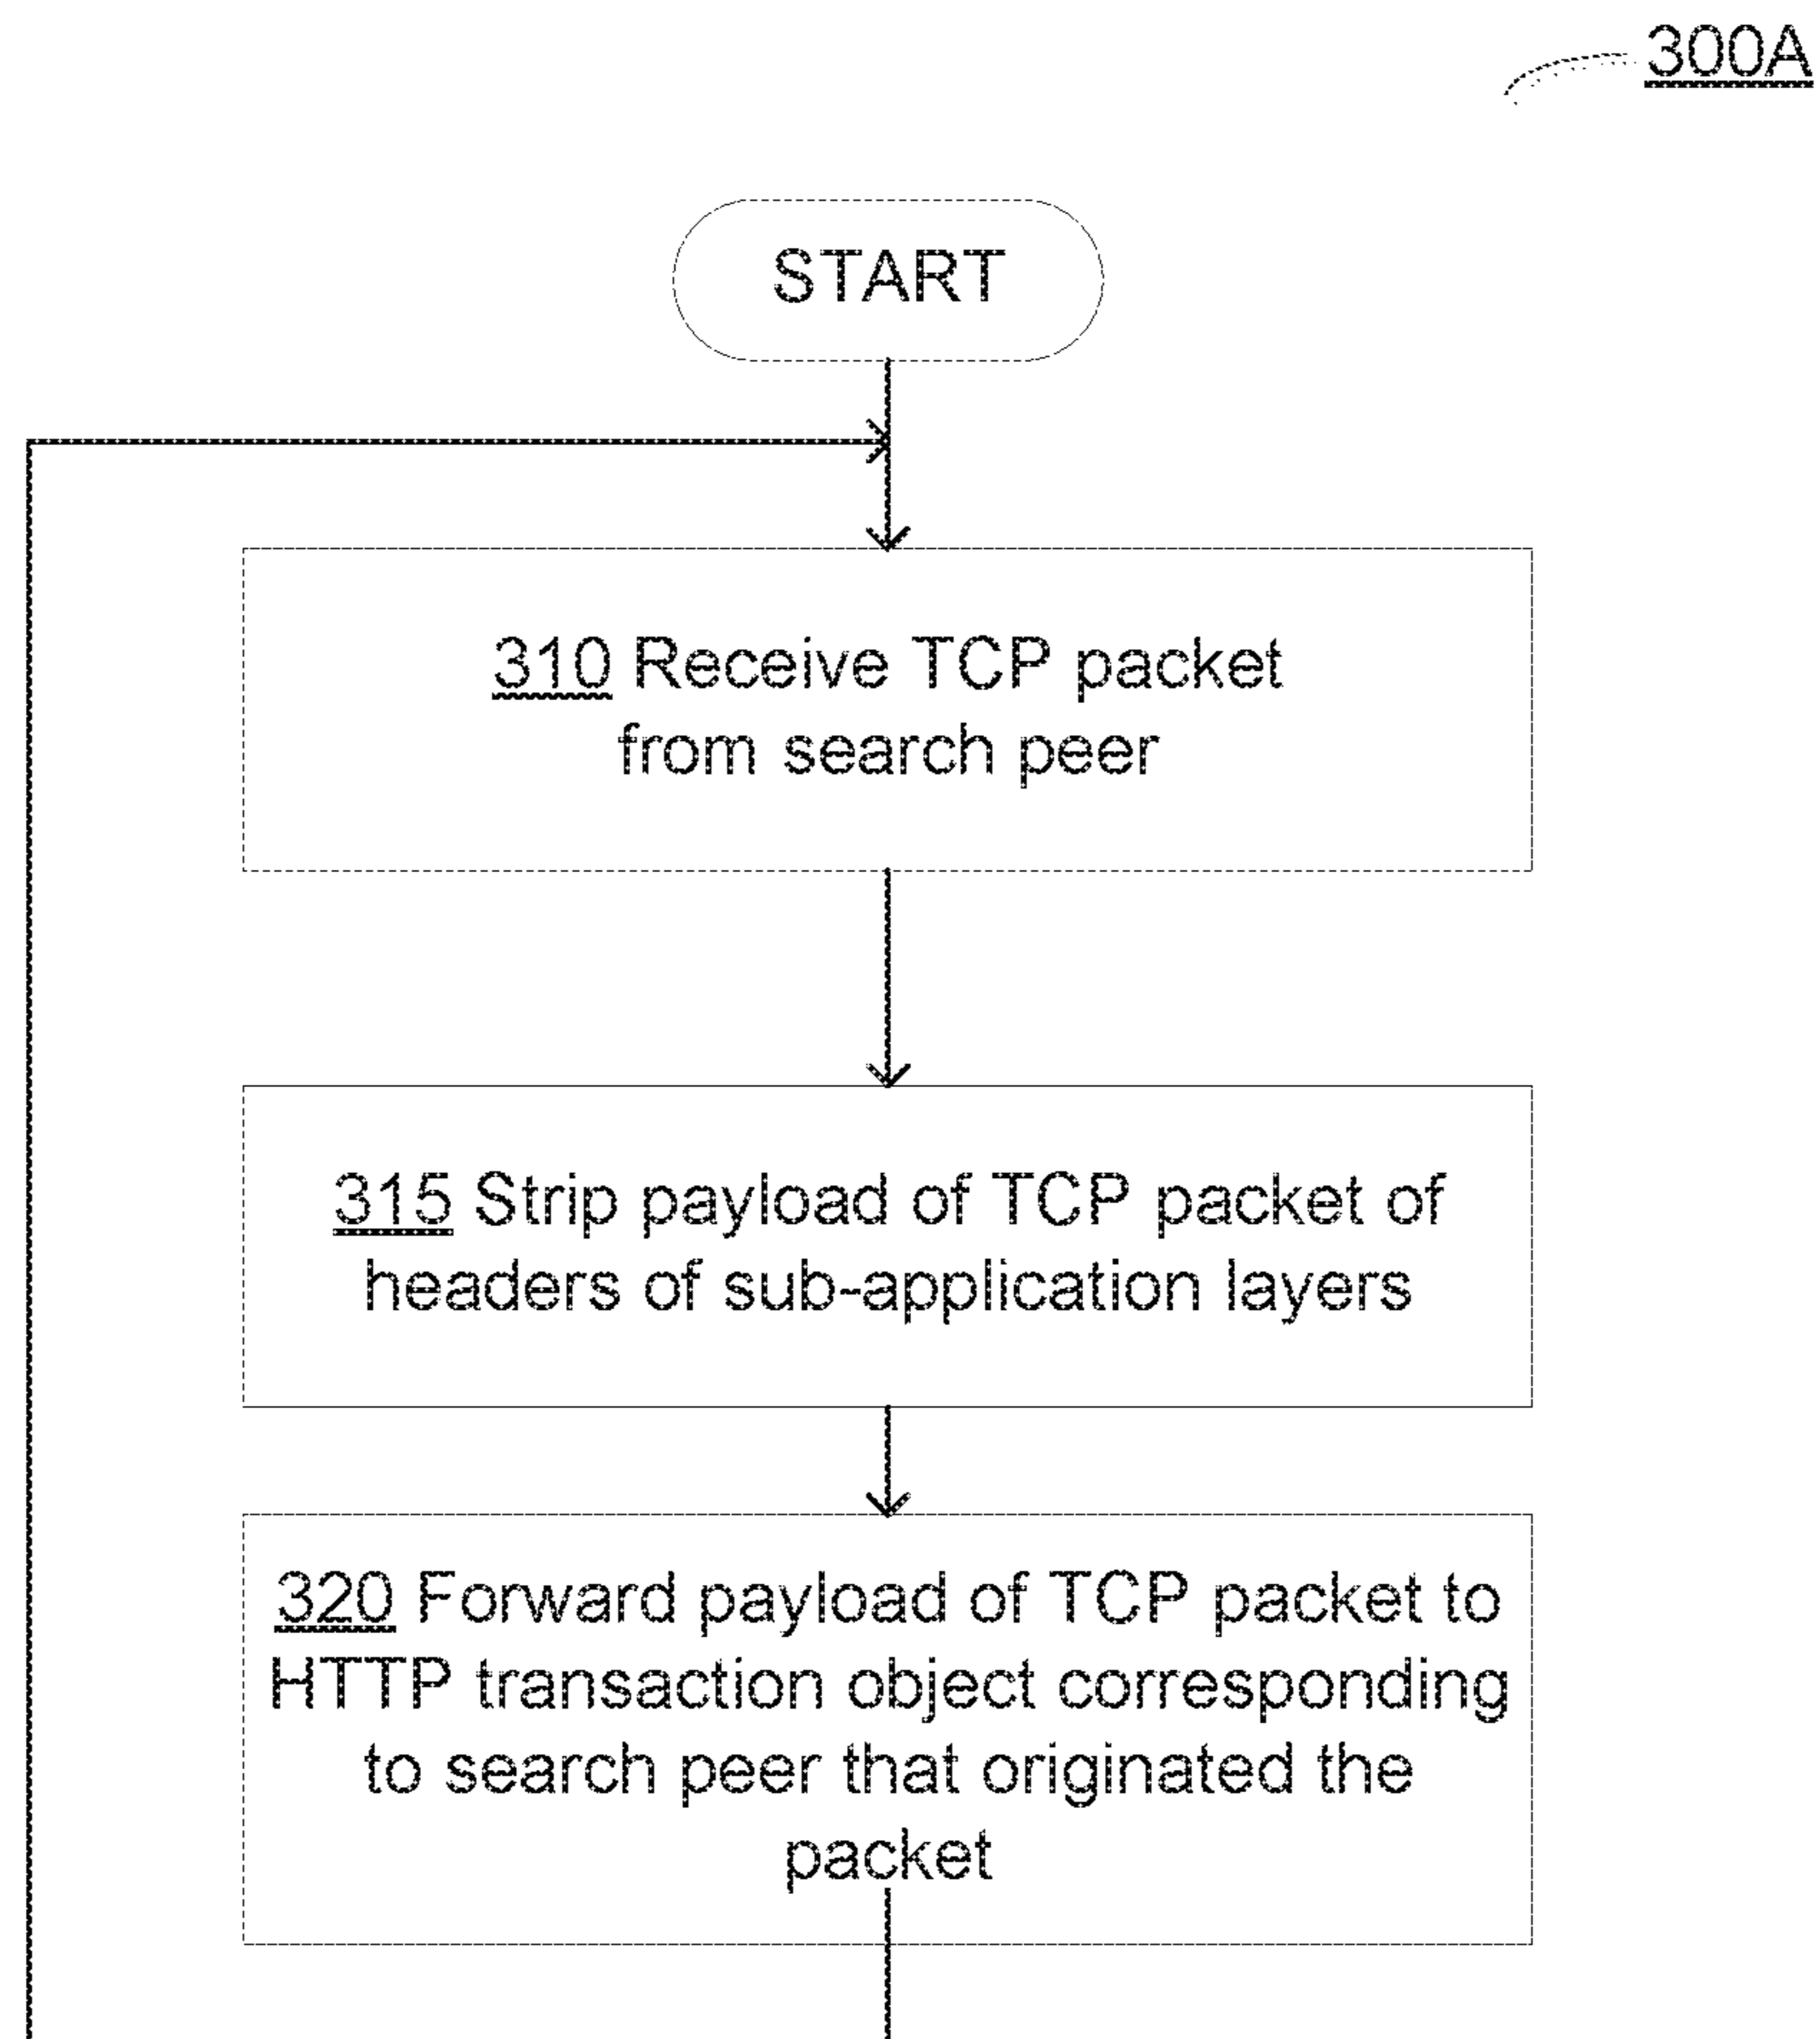 300A
START
310 Receive TCP packet
from search peer
315 Strip payload of TCP packet of
headers of sub-application layers
320 Forward payload of TCP packet to
HTTP transaction object corresponding
to search peer that originated the
packet